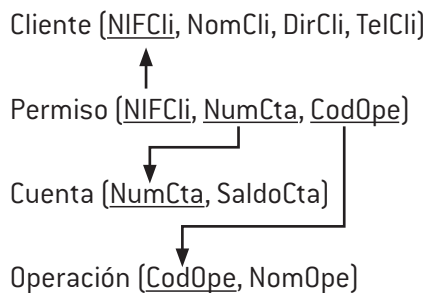 Cliente (NIFCli, NomCli, DirCli, TelCli)
Permiso (NIFCli, NumCta, CodOpe)
Cuenta (NumCta, SaldoCta)
Operación (CodOpe, NomOpe)